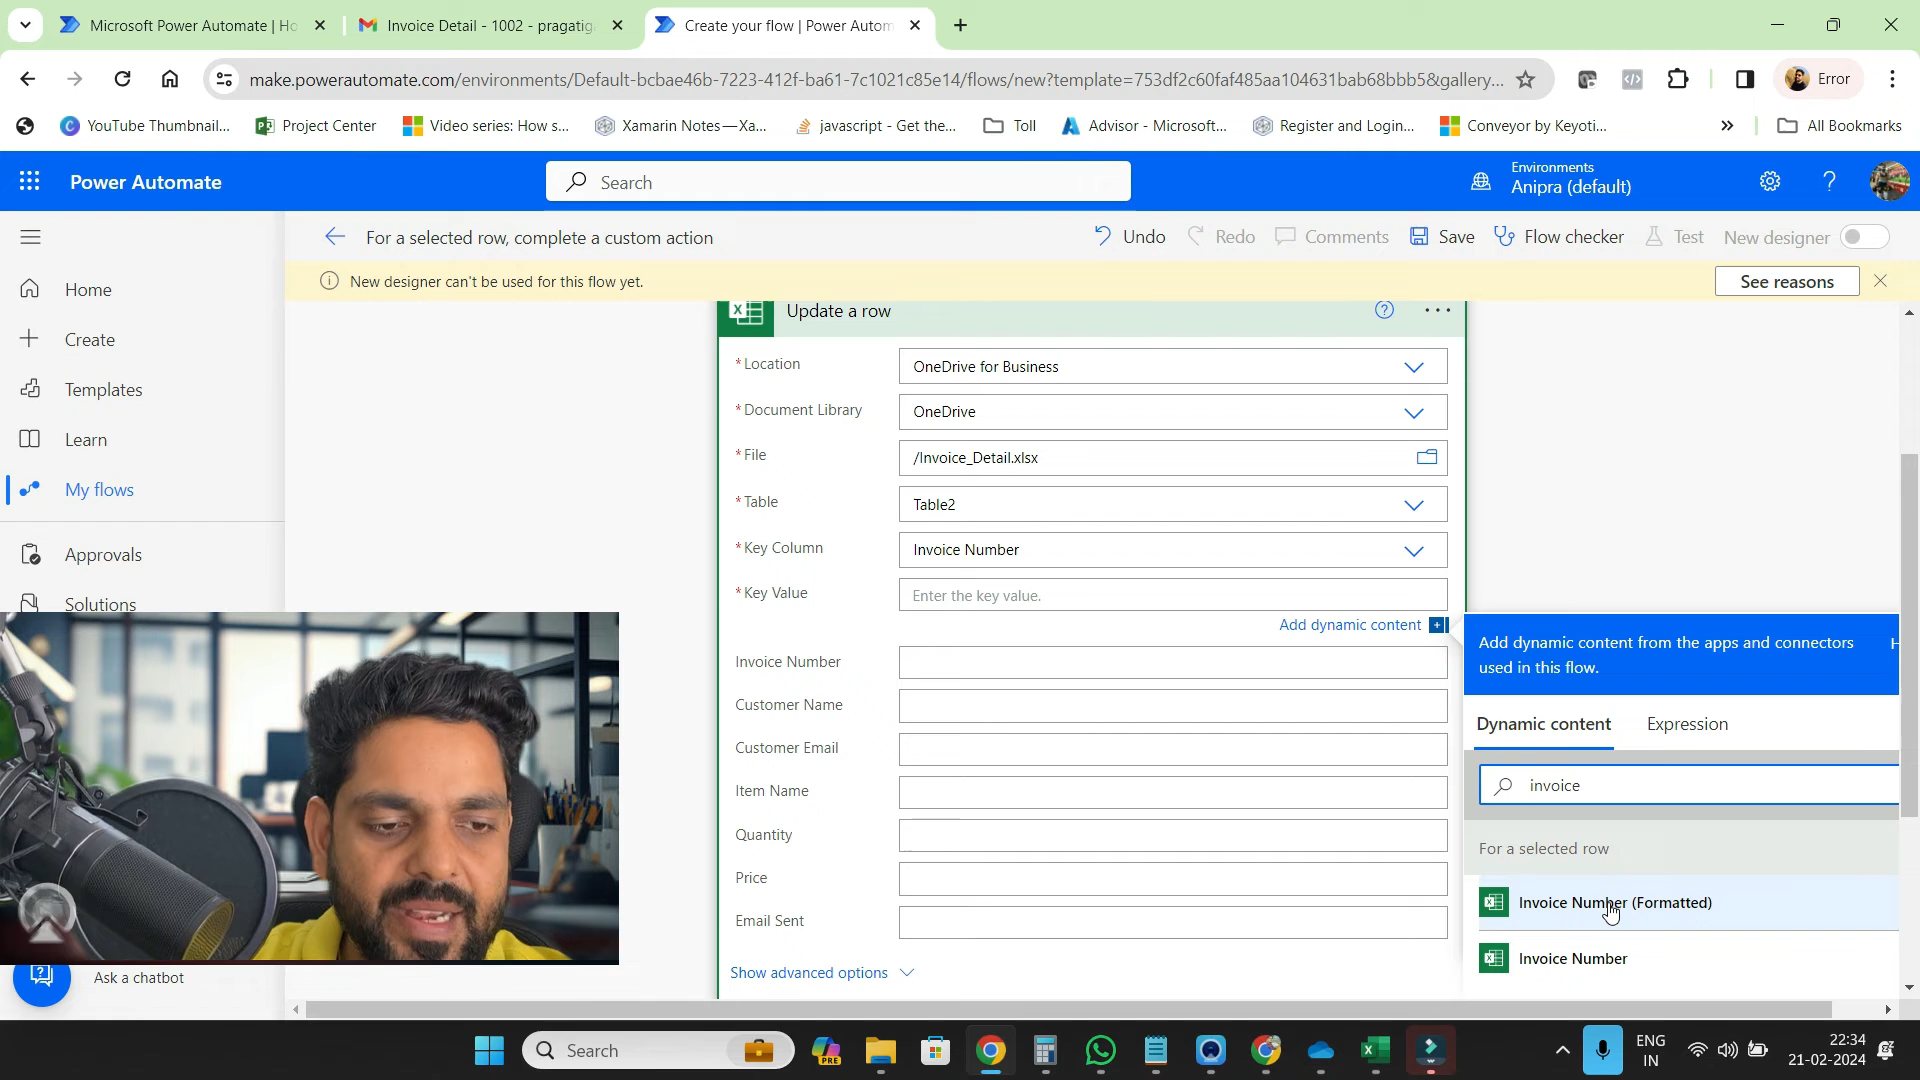 Microsoft Power Automate | Ho
Invoice Detail - 1002 - pragatig
Create your flow | Power Autom
make.powerautomate.com/environments/Default-bcbae46b-7223-412f-ba61-7c1021c85e14/flows/new?template=753df2c60faf485aa104631bab68bbb5&gallery...
Error
YouTube Thumbnail...
Project Center
Video series: How s...
Xamarin Notes—Xa...
javascript - Get the...
Toll
Advisor - Microsoft...
Register and Login...
Conveyor by Keyoti...
All Bookmarks
Power Automate
Search
Environments
Anipra (default)
For a selected row, complete a custom action
Undo
Redo
Comments
Save
Flow checker
Test
New designer
New designer can't be used for this flow yet.
See reasons
Home
Create
Templates
Learn
My flows
Approvals
Solutions
Ask a chatbot
Update a row
*Location
OneDrive for Business
*Document Library
OneDrive
*File
/Invoice_Detail.xlsx
*Table
Table2
*Key Column
Invoice Number
*Key Value
Enter the key value.
Add dynamic content
Invoice Number
Customer Name
Customer Email
Item Name
Quantity
Price
Email Sent
Show advanced options
Add dynamic content from the apps and connectors
used in this flow.
H
Dynamic content
Expression
invoice
For a selected row
Invoice Number (Formatted)
Invoice Number
Search
PRE
ENG
IN
22:34
21-02-2024